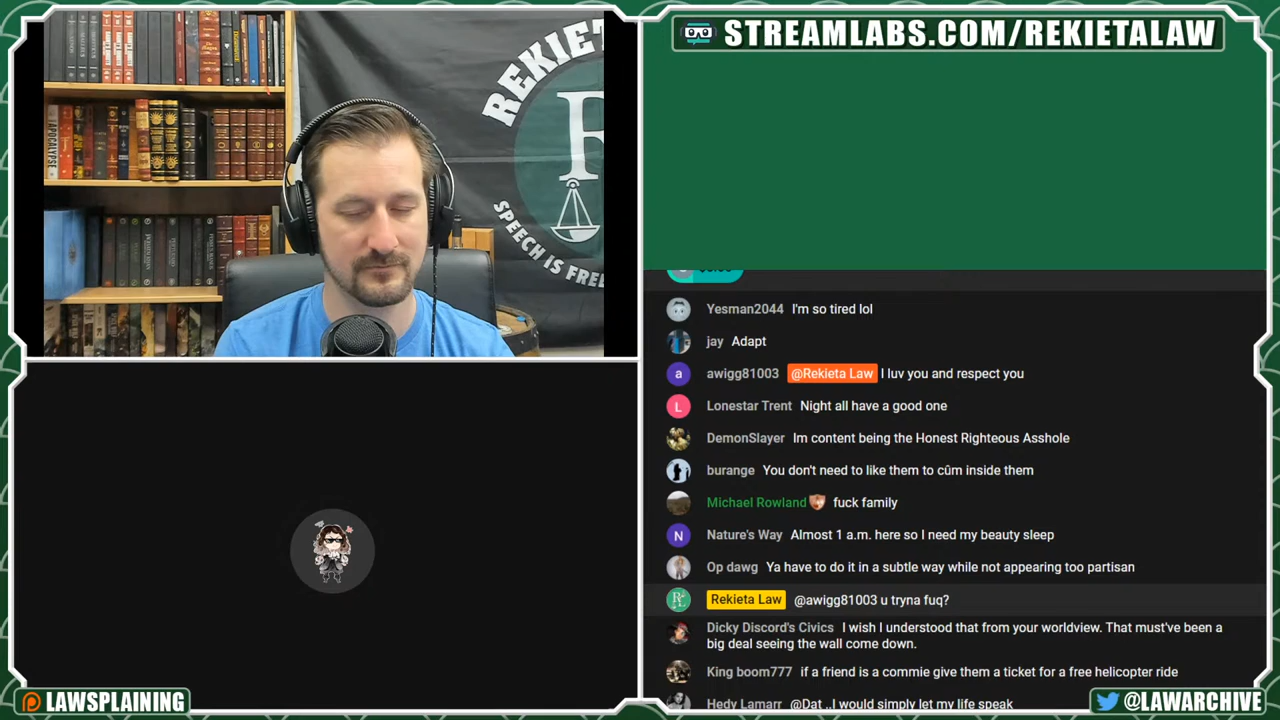 STREAMLABS.COM/REKIETALAW
APOCALYPSE
REKIET
R
SPEECH IS FREE
Yesman2044 I'm so tired lol
jay Adapt
a awigg81003 @Rekieta Law I luv you and respect you
L Lonestar Trent Night all have a good one
DemonSlayer Im content being the Honest Righteous Asshole
burange You don't need to like them to cûm inside them
Michael Rowland fuck family
N Nature's Way Almost 1 a.m. here so I need my beauty sleep
Op dawg Ya have to do it in a subtle way while not appearing too partisan
RL Rekieta Law @awigg81003 u tryna fuq?
Dicky Discord's Civics I wish I understood that from your worldview. That must've been a
big deal seeing the wall come down.
King boom777 if a friend is a commie give them a ticket for a free helicopter ride
Hedy Lamarr @Dat ..I would simply let my life speak
LAWSPLAINING
@LAWARCHIVE